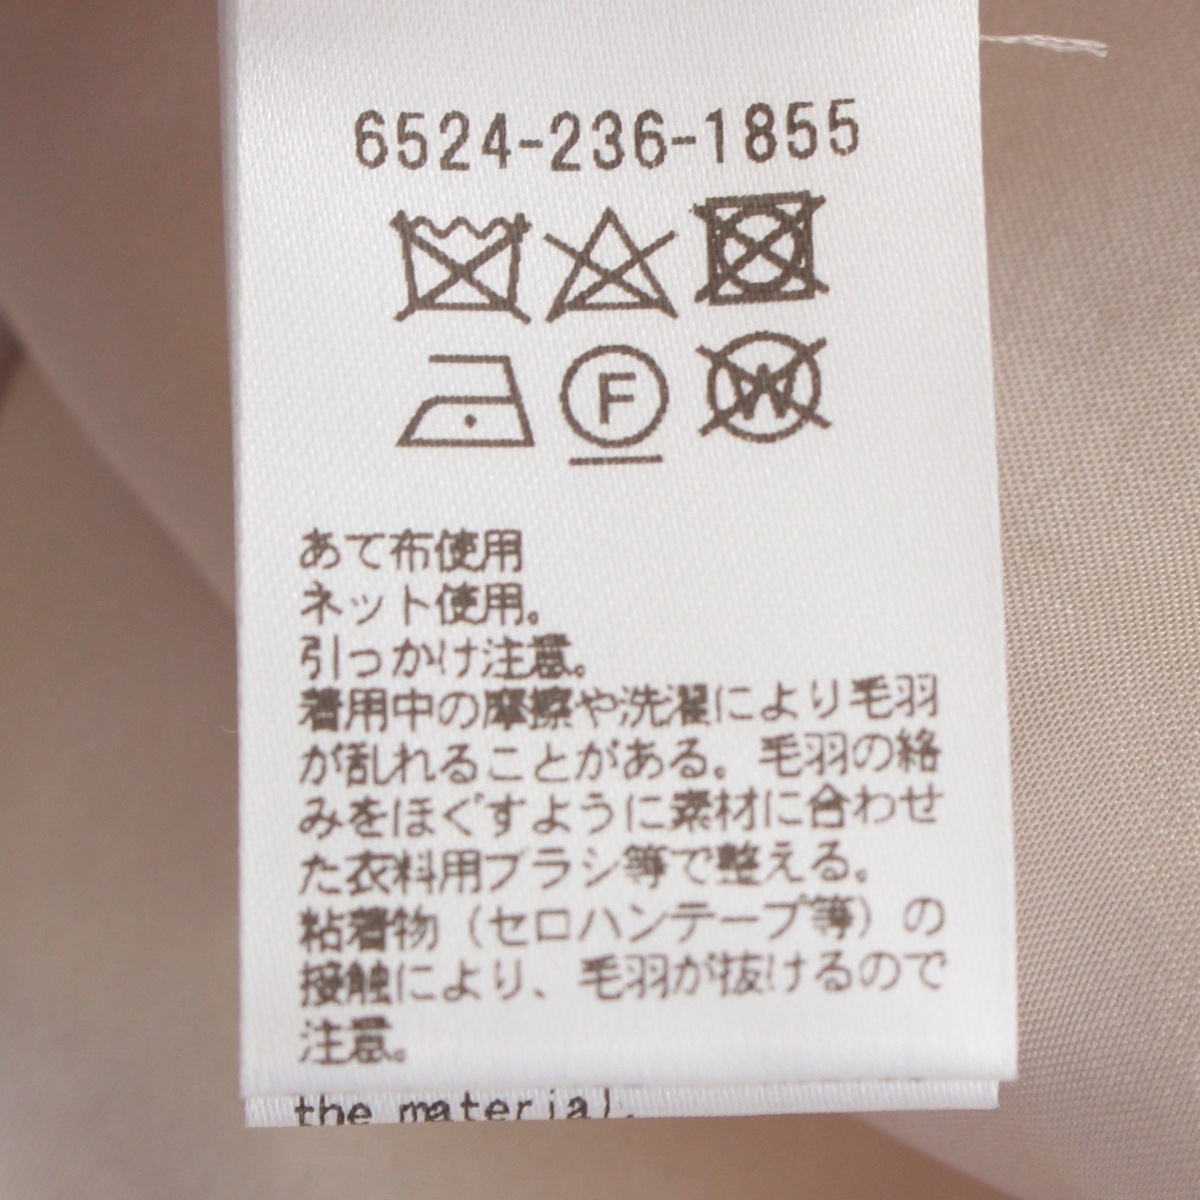 6524-236-1855
F
W
あて布使用
ネット使用。
引っかけ注意。
着用中の摩擦や洗濯により毛羽
が乱れることがある。毛羽の絡
みをほぐすように素材に合わせ
た衣料用ブラシ等で整える。
粘着物(セロハンテープ等)の
接触により、毛羽が抜けるので
注意。
the material.